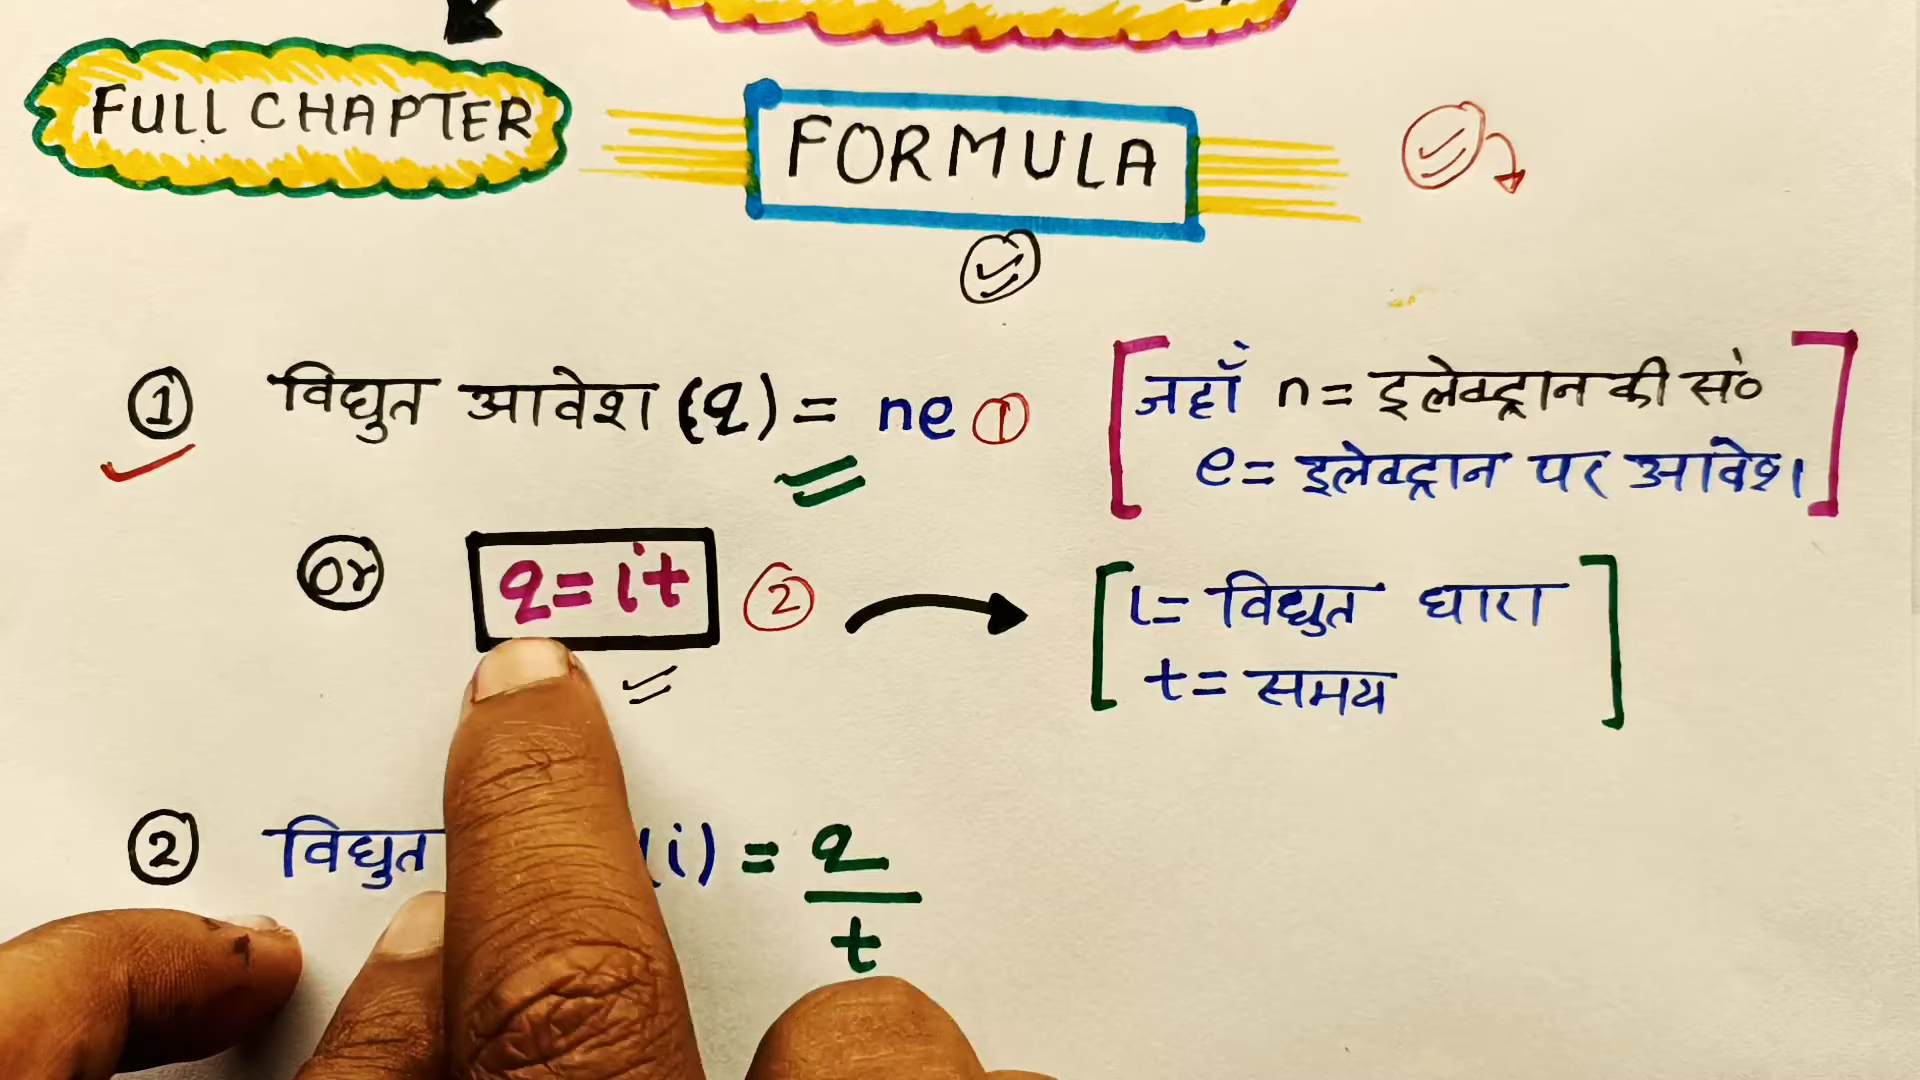 FULL CHAPTER
FORMULA
① विद्युत आवेश (q) = ne ①
[जहाँ n = इलेक्ट्रान की सं०
e = इलेक्ट्रान पर आवेश]
or q = it ②
[i = विद्युत धारा
t = समय]
② विद्युत (i) = q/t